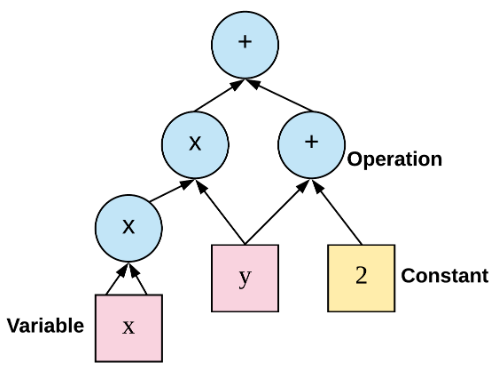 +
x
+
Operation
x
y
2
Constant
Variable
x